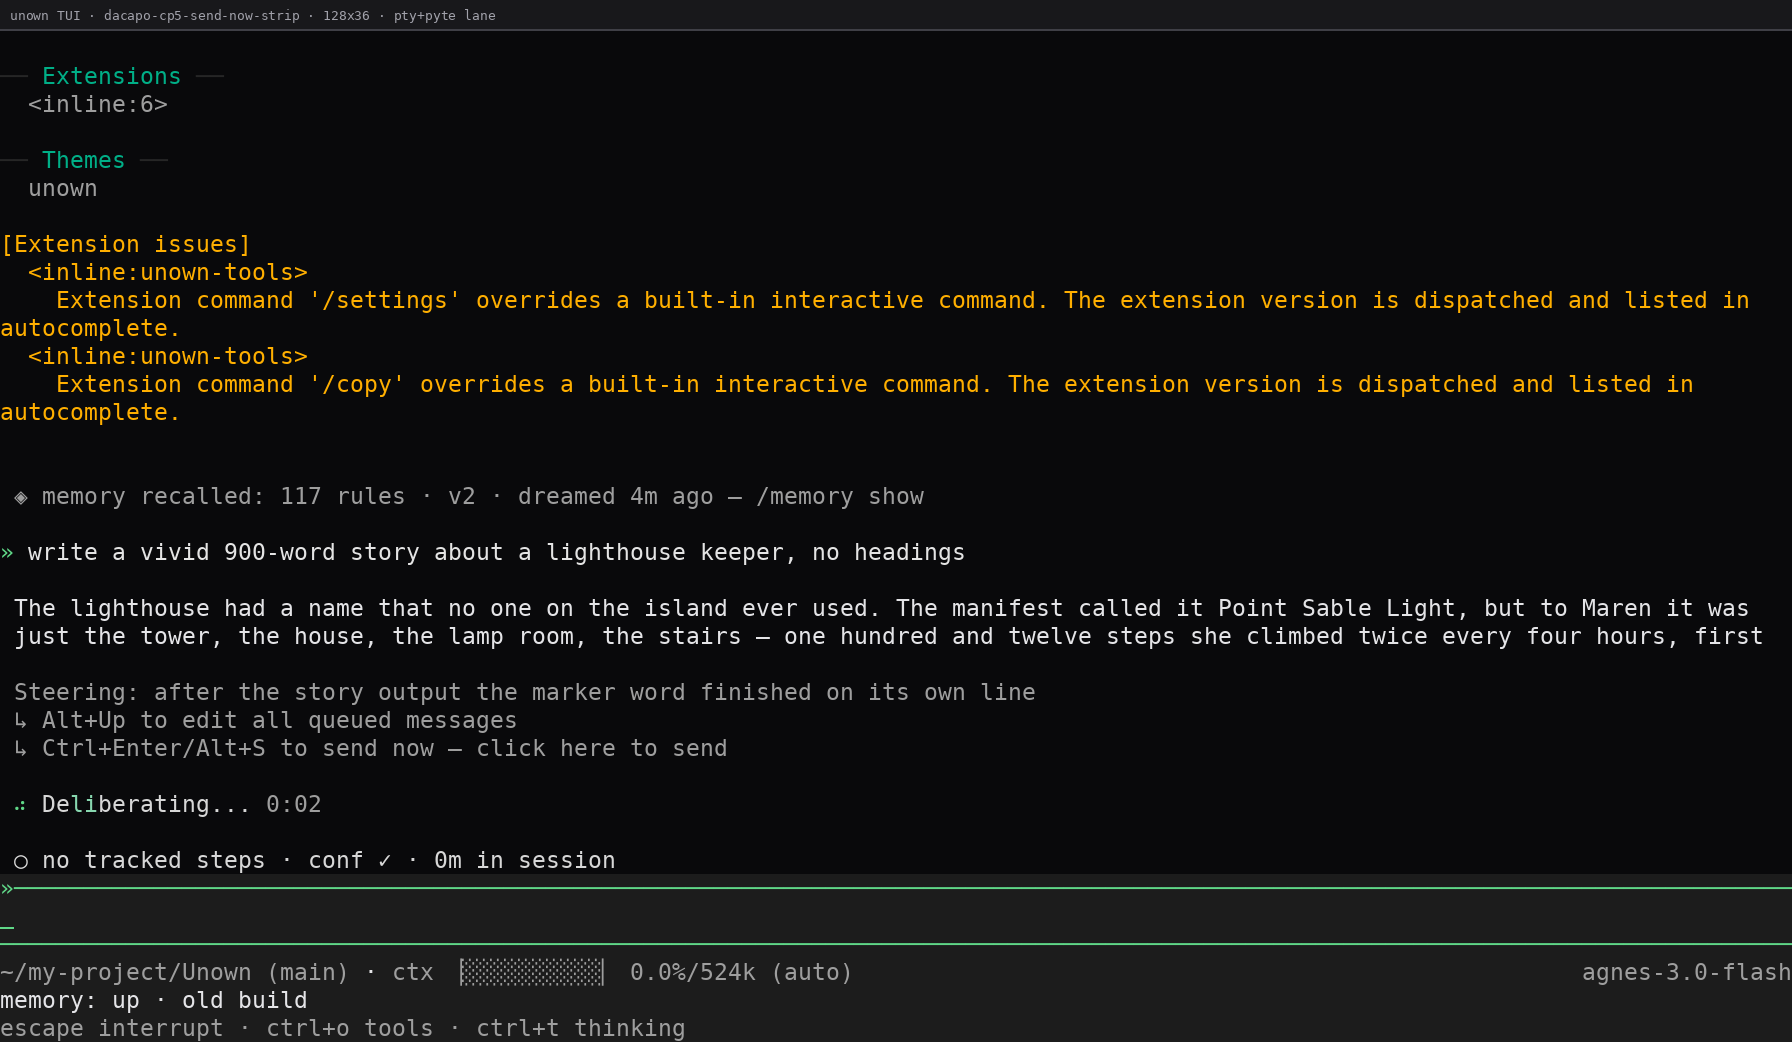 unown TUI · dacapo-cp5-send-now-strip · 128x36 · pty+pyte lane
── Extensions ──
<inline:6>
── Themes ──
unown
[Extension issues]
<inline:unown-tools>
Extension command '/settings' overrides a built-in interactive command. The extension version is dispatched and listed in
autocomplete.
<inline:unown-tools>
Extension command '/copy' overrides a built-in interactive command. The extension version is dispatched and listed in
autocomplete.
◈ memory recalled: 117 rules · v2 · dreamed 4m ago — /memory show
» write a vivid 900-word story about a lighthouse keeper, no headings
The lighthouse had a name that no one on the island ever used. The manifest called it Point Sable Light, but to Maren it was
just the tower, the house, the lamp room, the stairs — one hundred and twelve steps she climbed twice every four hours, first
Steering: after the story output the marker word finished on its own line
↳ Alt+Up to edit all queued messages
↳ Ctrl+Enter/Alt+S to send now — click here to send
Deliberating... 0:02
○ no tracked steps · conf ✓ · 0m in session
»
~/my-project/Unown (main) · ctx ▕░░░░░░░░░░▏ 0.0%/524k (auto) agnes-3.0-flash
memory: up · old build
escape interrupt · ctrl+o tools · ctrl+t thinking